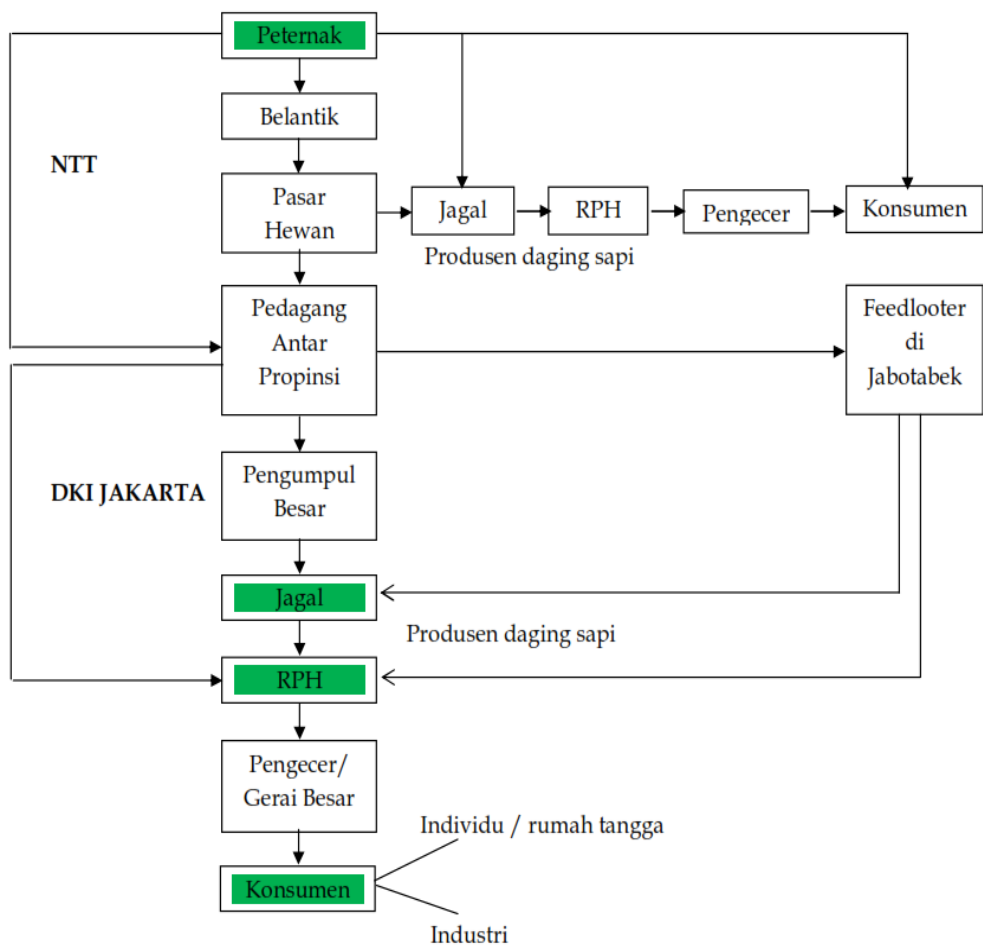 Peternak
Belantik
NTT
Pasar
Hewan
Jagal
RPH
Pengecer
Konsumen
Produsen daging sapi
Pedagang
Antar
Propinsi
Feedlooter
di
Jabotabek
DKI JAKARTA
Pengumpul
Besar
Jagal
Produsen daging sapi
RPH
Pengecer/
Gerai Besar
Individu / rumah tangga
Konsumen
Industri